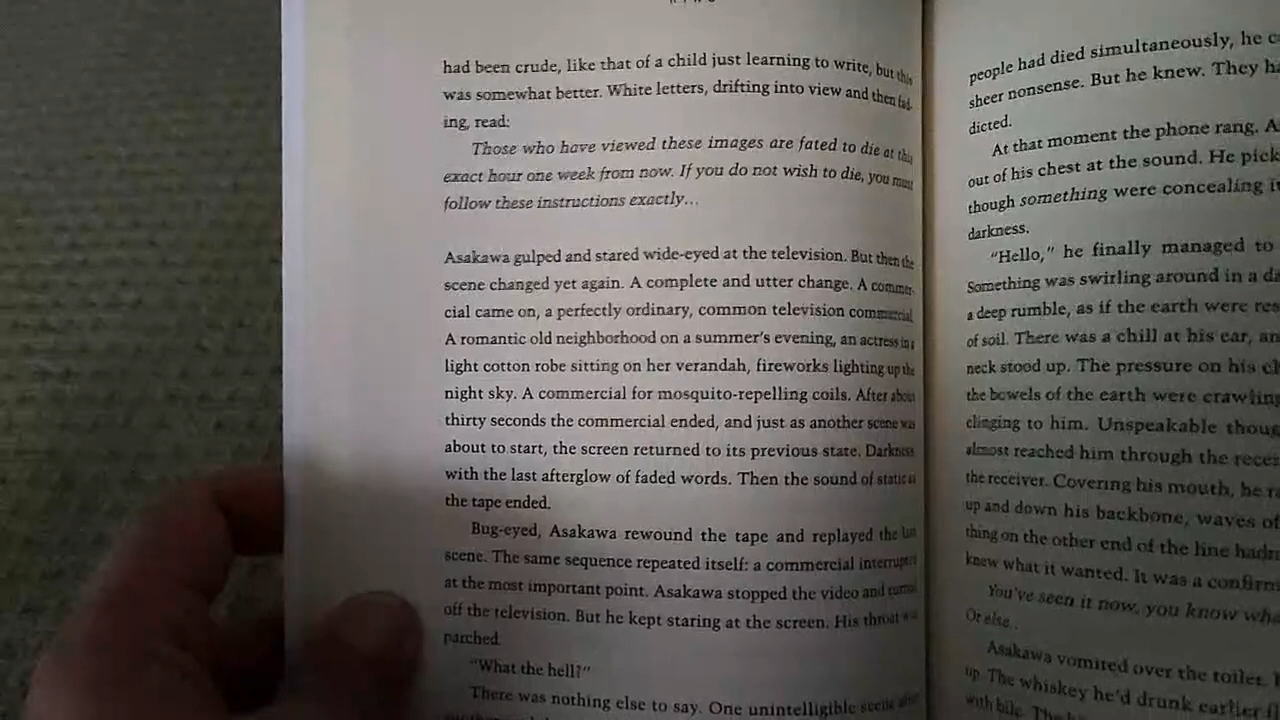 had been crude, like that of a child just learning to write, but this
was somewhat better. White letters, drifting into view and then fad-
ing, read:
Those who have viewed these images are fated to die at this
exact hour one week from now. If you do not wish to die, you must
follow these instructions exactly…
Asakawa gulped and stared wide-eyed at the television. But then the
scene changed yet again. A complete and utter change. A commer-
cial came on, a perfectly ordinary, common television commercial.
A romantic old neighborhood on a summer's evening, an actress in a
light cotton robe sitting on her verandah, fireworks lighting up the
night sky. A commercial for mosquito-repelling coils. After about
thirty seconds the commercial ended, and just as another scene was
about to start, the screen returned to its previous state. Darkness,
with the last afterglow of faded words. Then the sound of static as
the tape ended.
Bug-eyed, Asakawa rewound the tape and replayed the last
scene. The same sequence repeated itself: a commercial interrupted
at the most important point. Asakawa stopped the video and turned
off the television. But he kept staring at the screen. His throat was
parched.
"What the hell?"
There was nothing else to say. One unintelligible scene after
people had died simultaneously, he
sheer nonsense. But he knew. They
dicted.
At that moment the phone rang.
out of his chest at the sound. He
though something were concealing
darkness.
"Hello," he finally managed to
Something was swirling around in a
a deep rumble, as if the earth were
of soil. There was a chill at his ear,
neck stood up. The pressure on his
the bowels of the earth were crawling
clinging to him. Unspeakable
almost reached him through the
the receiver. Covering his mouth, he
up and down his backbone, waves of
thing on the other end of the line
knew what it wanted. It was a
You've seen it now, you know
Or else..
Asakawa vomited over the toilet.
up. The whiskey he'd drunk earlier
with bile. The